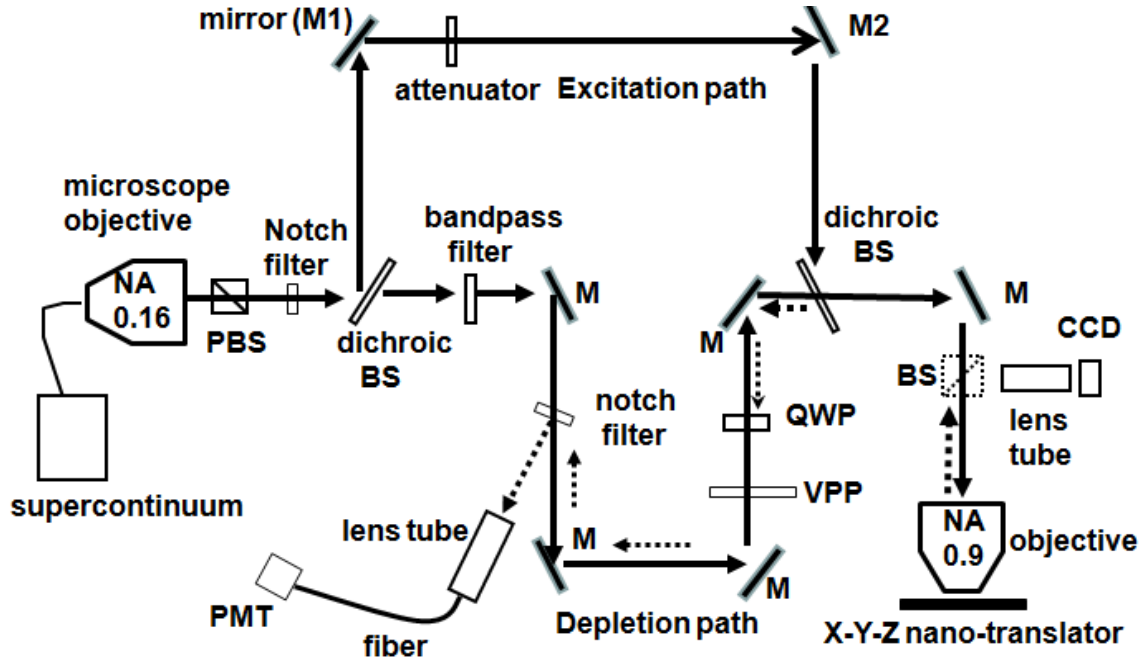 mirror (M1)
M2
attenuator
Excitation path
microscope
objective
Notch
filter
bandpass
filter
dichroic
BS
NA
0.16
PBS
dichroic
BS
M
M
M
CCD
BS
lens
tube
notch
filter
QWP
VPP
supercontinuum
lens tube
M
M
NA
0.9
objective
PMT
fiber
Depletion path
X-Y-Z nano-translator